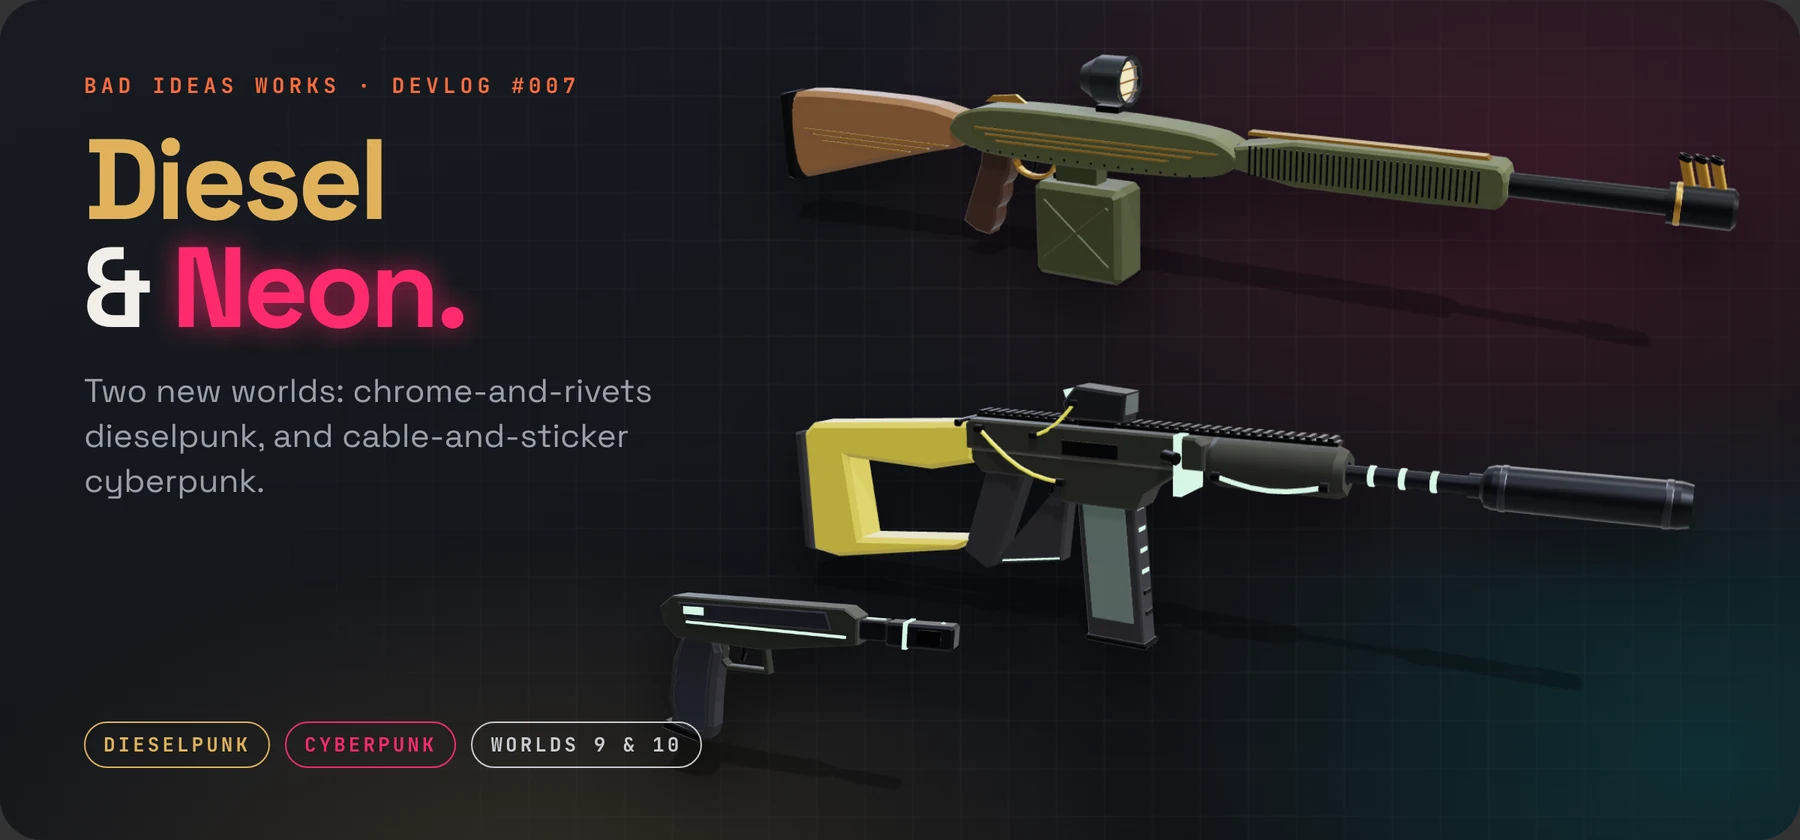 BAD IDEAS WORKS · DEVLOG #007
Diesel
& Neon.
Two new worlds: chrome-and-rivets
dieselpunk, and cable-and-sticker
cyberpunk.
DIESELPUNK
CYBERPUNK
WORLDS 9 & 10